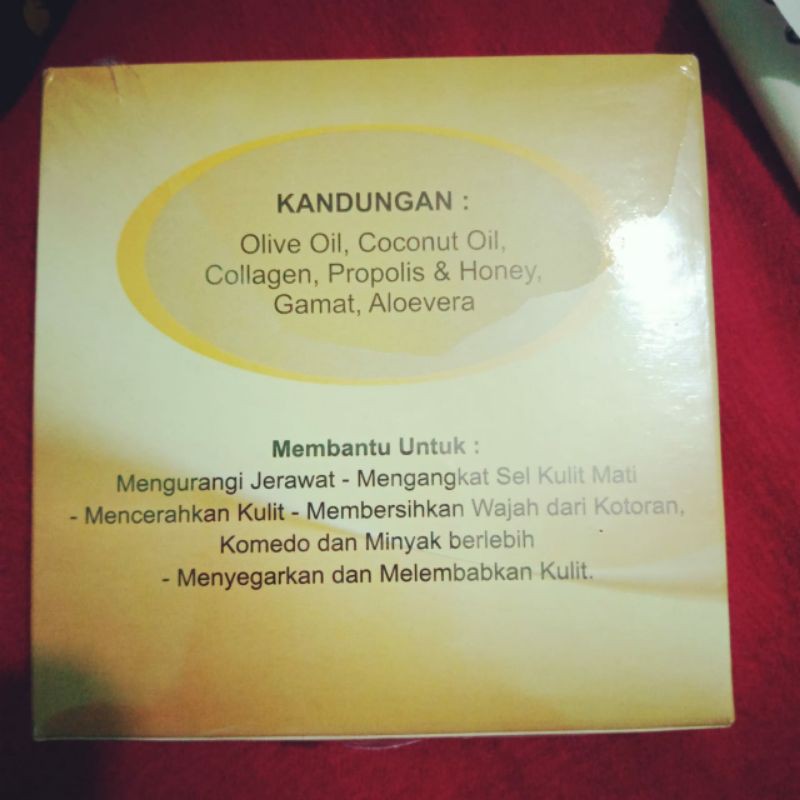 KANDUNGAN :
Olive Oil, Coconut Oil,
Collagen, Propolis & Honey,
Gamat, Aloevera
Membantu Untuk :
Mengurangi Jerawat - Mengangkat Sel Kulit Mati
- Mencerahkan Kulit - Membersihkan Wajah dari Kotoran,
Komedo dan Minyak berlebih
- Menyegarkan dan Melembabkan Kulit.